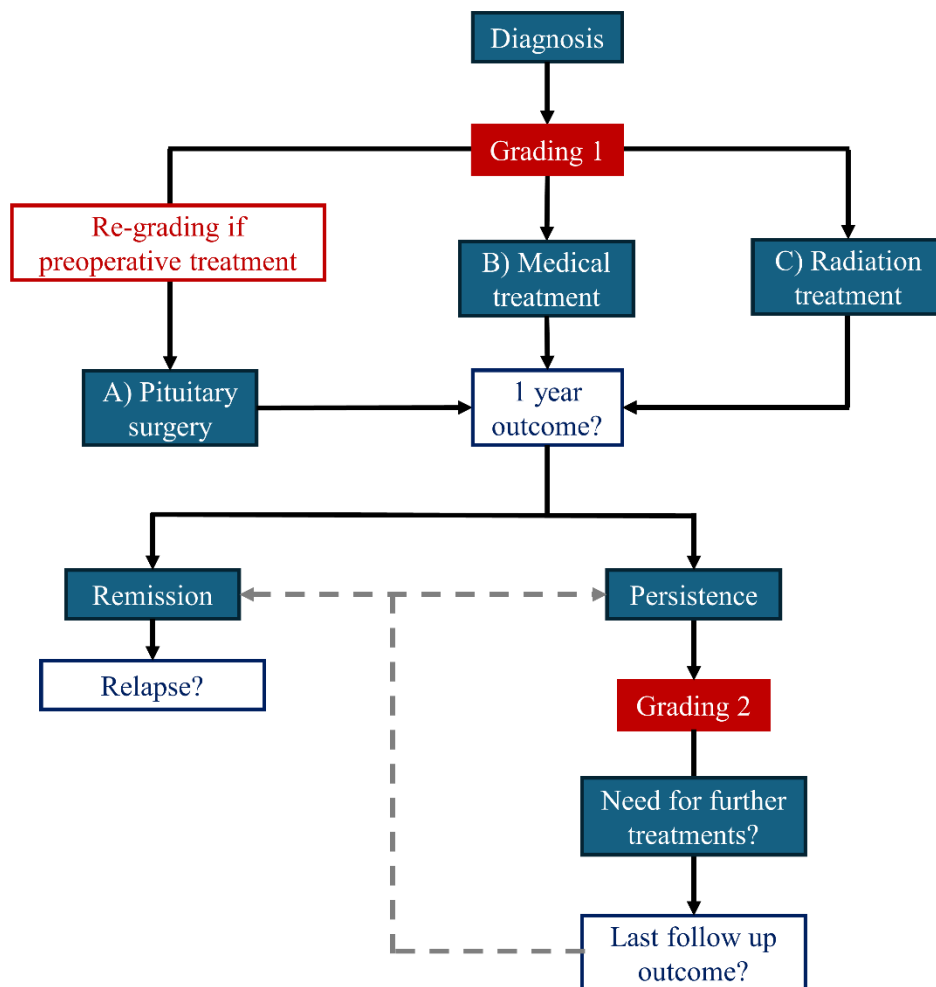 Diagnosis
Grading 1
Re-grading if
preoperative treatment
B) Medical
treatment
C) Radiation
treatment
A) Pituitary
surgery
1 year
outcome?
Remission
Persistence
Relapse?
Grading 2
Need for further
treatments?
Last follow up
outcome?